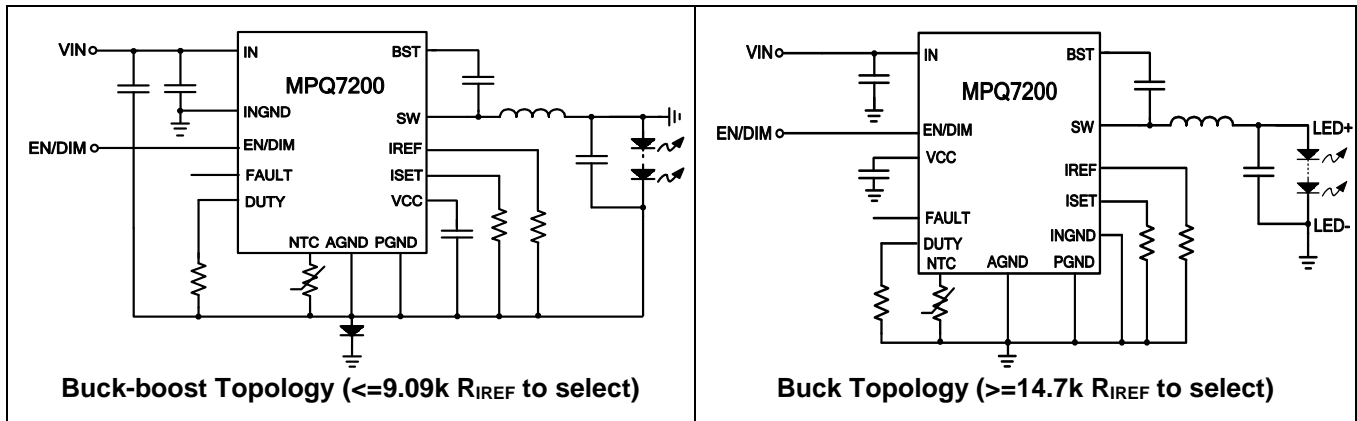 VIN
IN
BST
MPQ7200
INGND
SW
EN/DIM
EN/DIM
IREF
FAULT
ISET
DUTY
VCC
NTC AGND PGND
Buck-boost Topology (<=9.09k RIREF to select)
VIN
IN
BST
MPQ7200
SW
LED+
EN/DIM
EN/DIM
VCC
IREF
ISET
FAULT
INGND
LED-
DUTY
NTC
AGND
PGND
Buck Topology (>=14.7k RIREF to select)